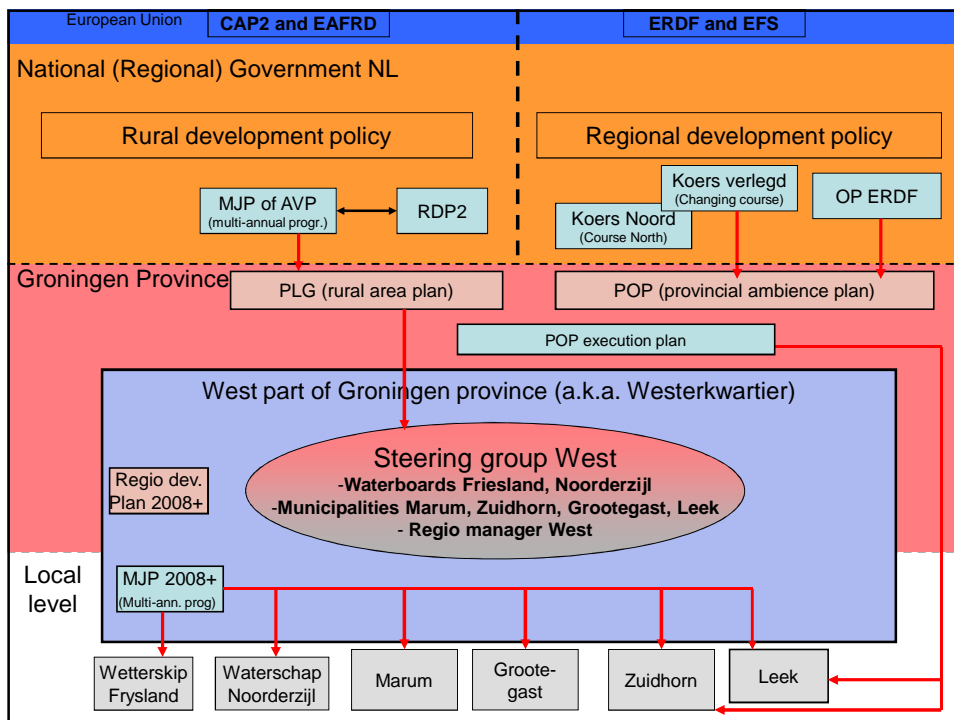 European Union
CAP2 and EAFRD
ERDF and EFS
National (Regional) Government NL
Rural development policy
Regional development policy
MJP of AVP
(multi-annual progr.)
RDP2
Koers verlegd
(Changing course)
Koers Noord
(Course North)
OP ERDF
Groningen Province
PLG (rural area plan)
POP (provincial ambience plan)
POP execution plan
West part of Groningen province (a.k.a. Westerkwartier)
Steering group West
-Waterboards Friesland, Noorderzijl
-Municipalities Marum, Zuidhorn, Grootegast, Leek
- Regio manager West
Regio dev.
Plan 2008+
Local
level
MJP 2008+
(Multi-ann. prog)
Wetterskip
Frysland
Waterschap
Noorderzijl
Marum
Groote-
gast
Zuidhorn
Leek